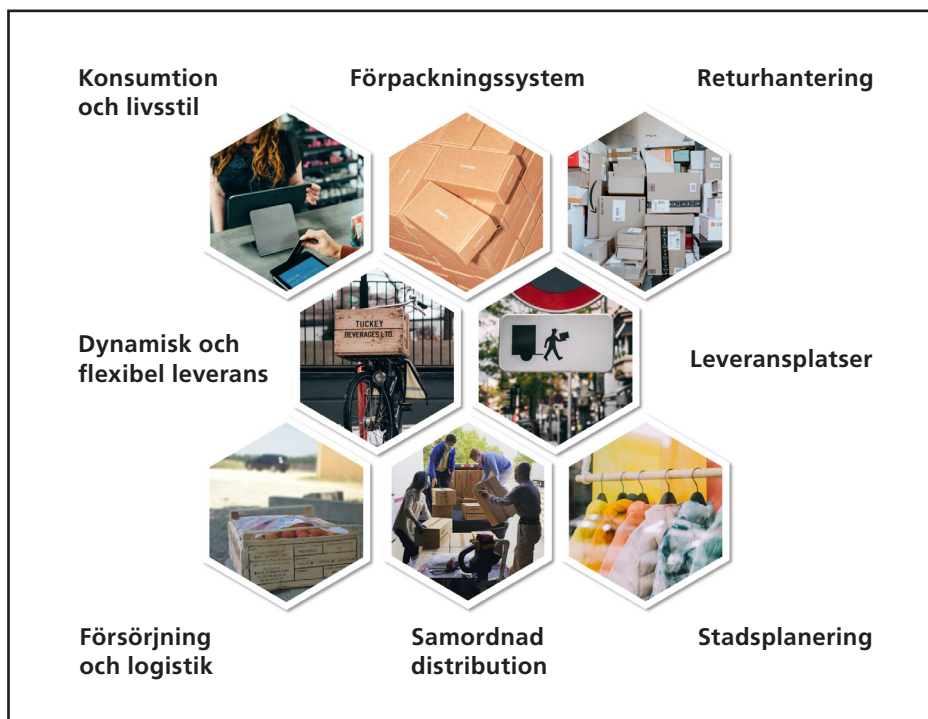 Konsumtion
och livsstil
Förpackningssystem
Returhantering
Dynamisk och
flexibel leverans
TUCKEY
BEVERAGES LTD.
Leveransplatser
Försörjning
och logistik
Samordnad
distribution
Stadsplanering